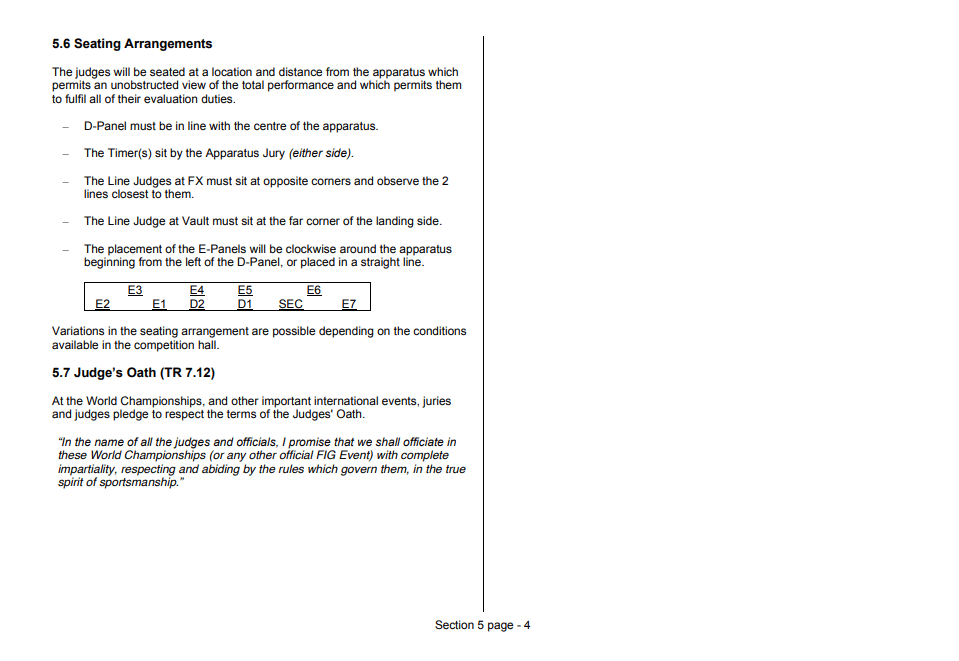 5.6 Seating Arrangements
The judges will be seated at a location and distance from the apparatus which
permits an unobstructed view of the total performance and which permits them
to fulfil all of their evaluation duties.
– D-Panel must be in line with the centre of the apparatus.
– The Timer(s) sit by the Apparatus Jury (either side).
– The Line Judges at FX must sit at opposite corners and observe the 2
lines closest to them.
– The Line Judge at Vault must sit at the far corner of the landing side.
– The placement of the E-Panels will be clockwise around the apparatus
beginning from the left of the D-Panel, or placed in a straight line.
E3 E4 E5 E6
E2 E1 D2 D1 SEC E7
Variations in the seating arrangement are possible depending on the conditions
available in the competition hall.
5.7 Judge’s Oath (TR 7.12)
At the World Championships, and other important international events, juries
and judges pledge to respect the terms of the Judges' Oath.
“In the name of all the judges and officials, I promise that we shall officiate in
these World Championships (or any other official FIG Event) with complete
impartiality, respecting and abiding by the rules which govern them, in the true
spirit of sportsmanship.”
Section 5 page - 4